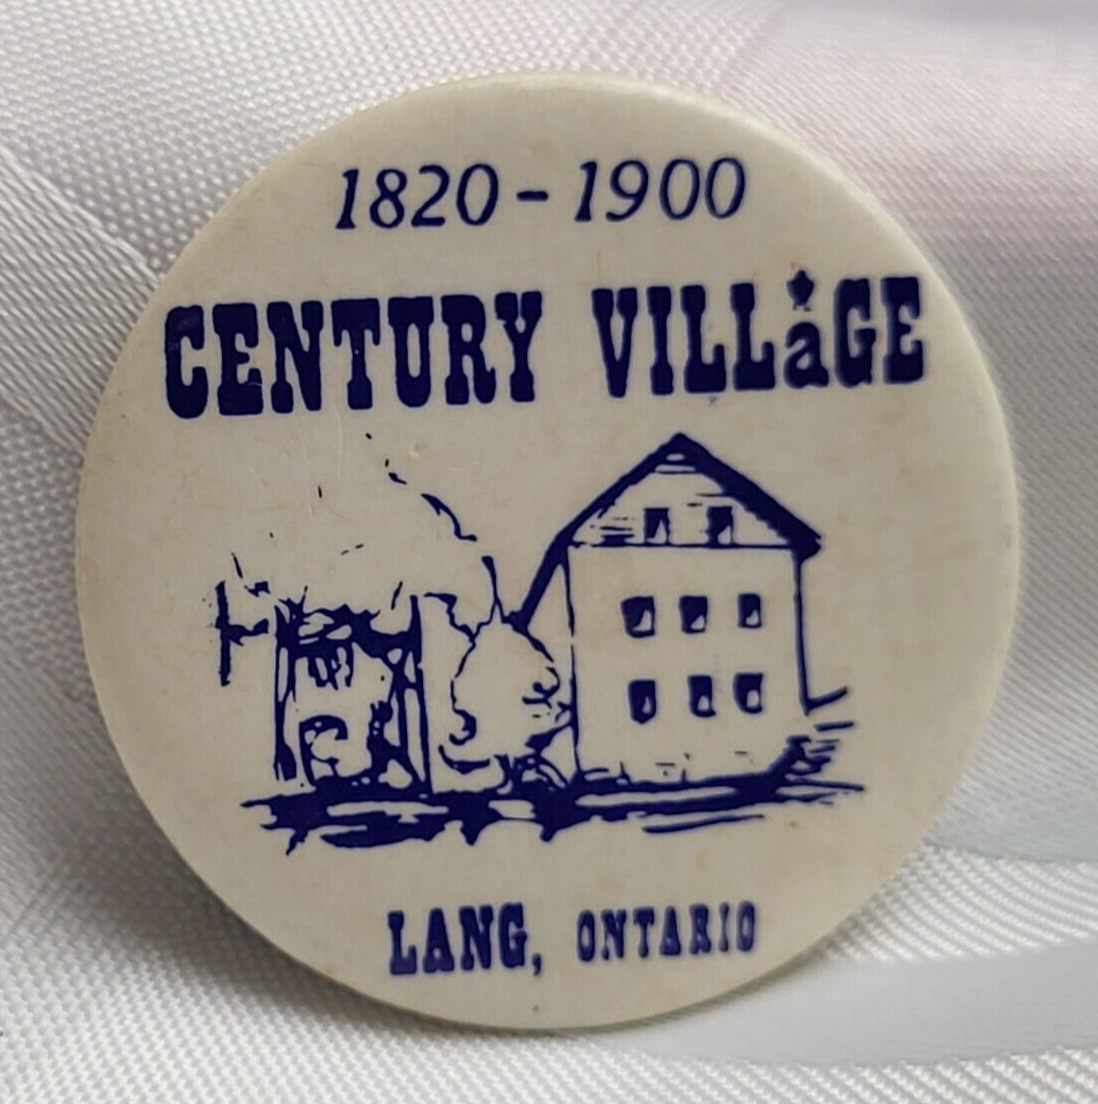 1820 - 1900
CENTURY VILLaGE
LANG, ONTARIO